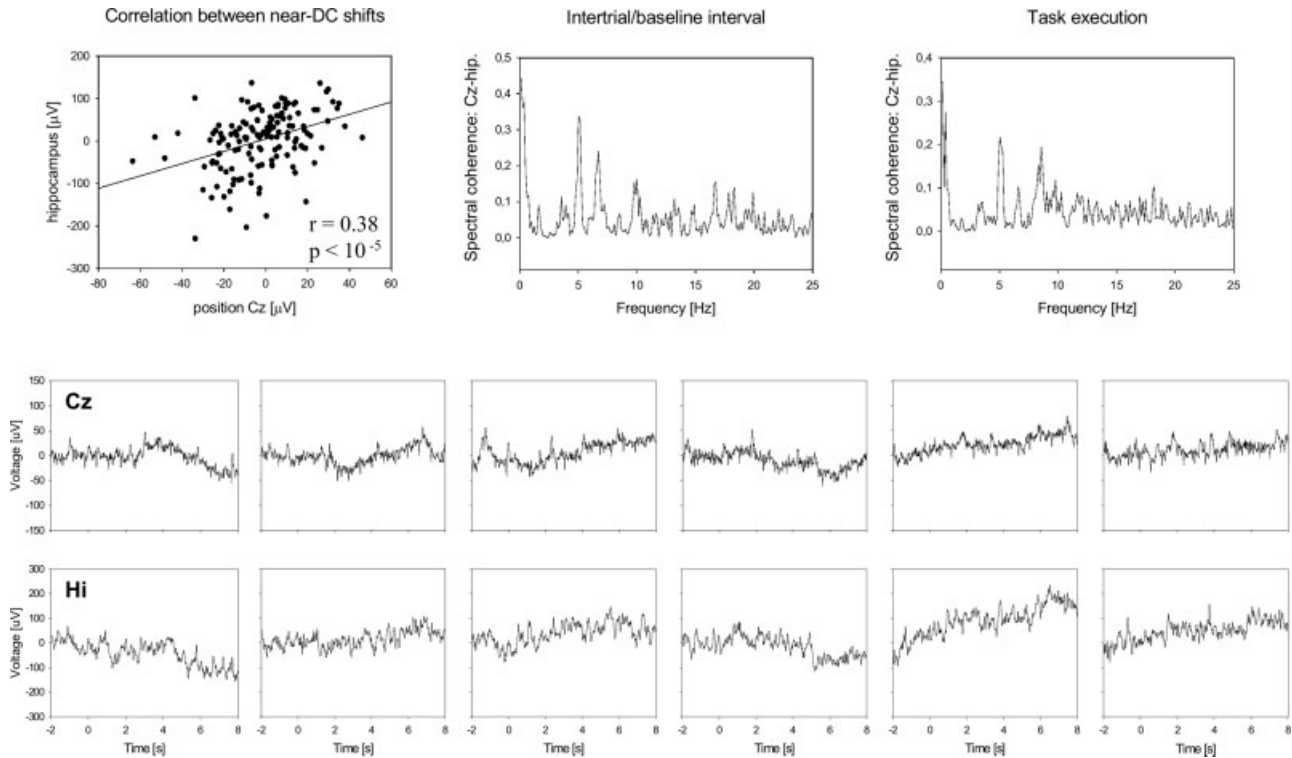 Correlation between near-DC shifts
Intertrial/baseline interval
Task execution
hippocampus [µV]
200
100
0
-100
-200
-300
r = 0.38
p < 10 -5
-80 -60 -40 -20 0 20 40 60
position Cz [µV]
Spectral coherence: Cz-hip.
0,5
0,4
0,3
0,2
0,1
0,0
0 5 10 15 20 25
Frequency [Hz]
Spectral coherence: Cz-hip.
0,4
0,3
0,2
0,1
0,0
0 5 10 15 20 25
Frequency [Hz]
Voltage [uV]
150
100
50
0
-50
-100
-150
Cz
Voltage [uV]
300
200
100
0
-100
-200
-300
Hi
-2 0 2 4 6 8
-2 0 2 4 6 8
-2 0 2 4 6 8
-2 0 2 4 6 8
-2 0 2 4 6 8
-2 0 2 4 6 8
Time [s]
Time [s]
Time [s]
Time [s]
Time [s]
Time [s]